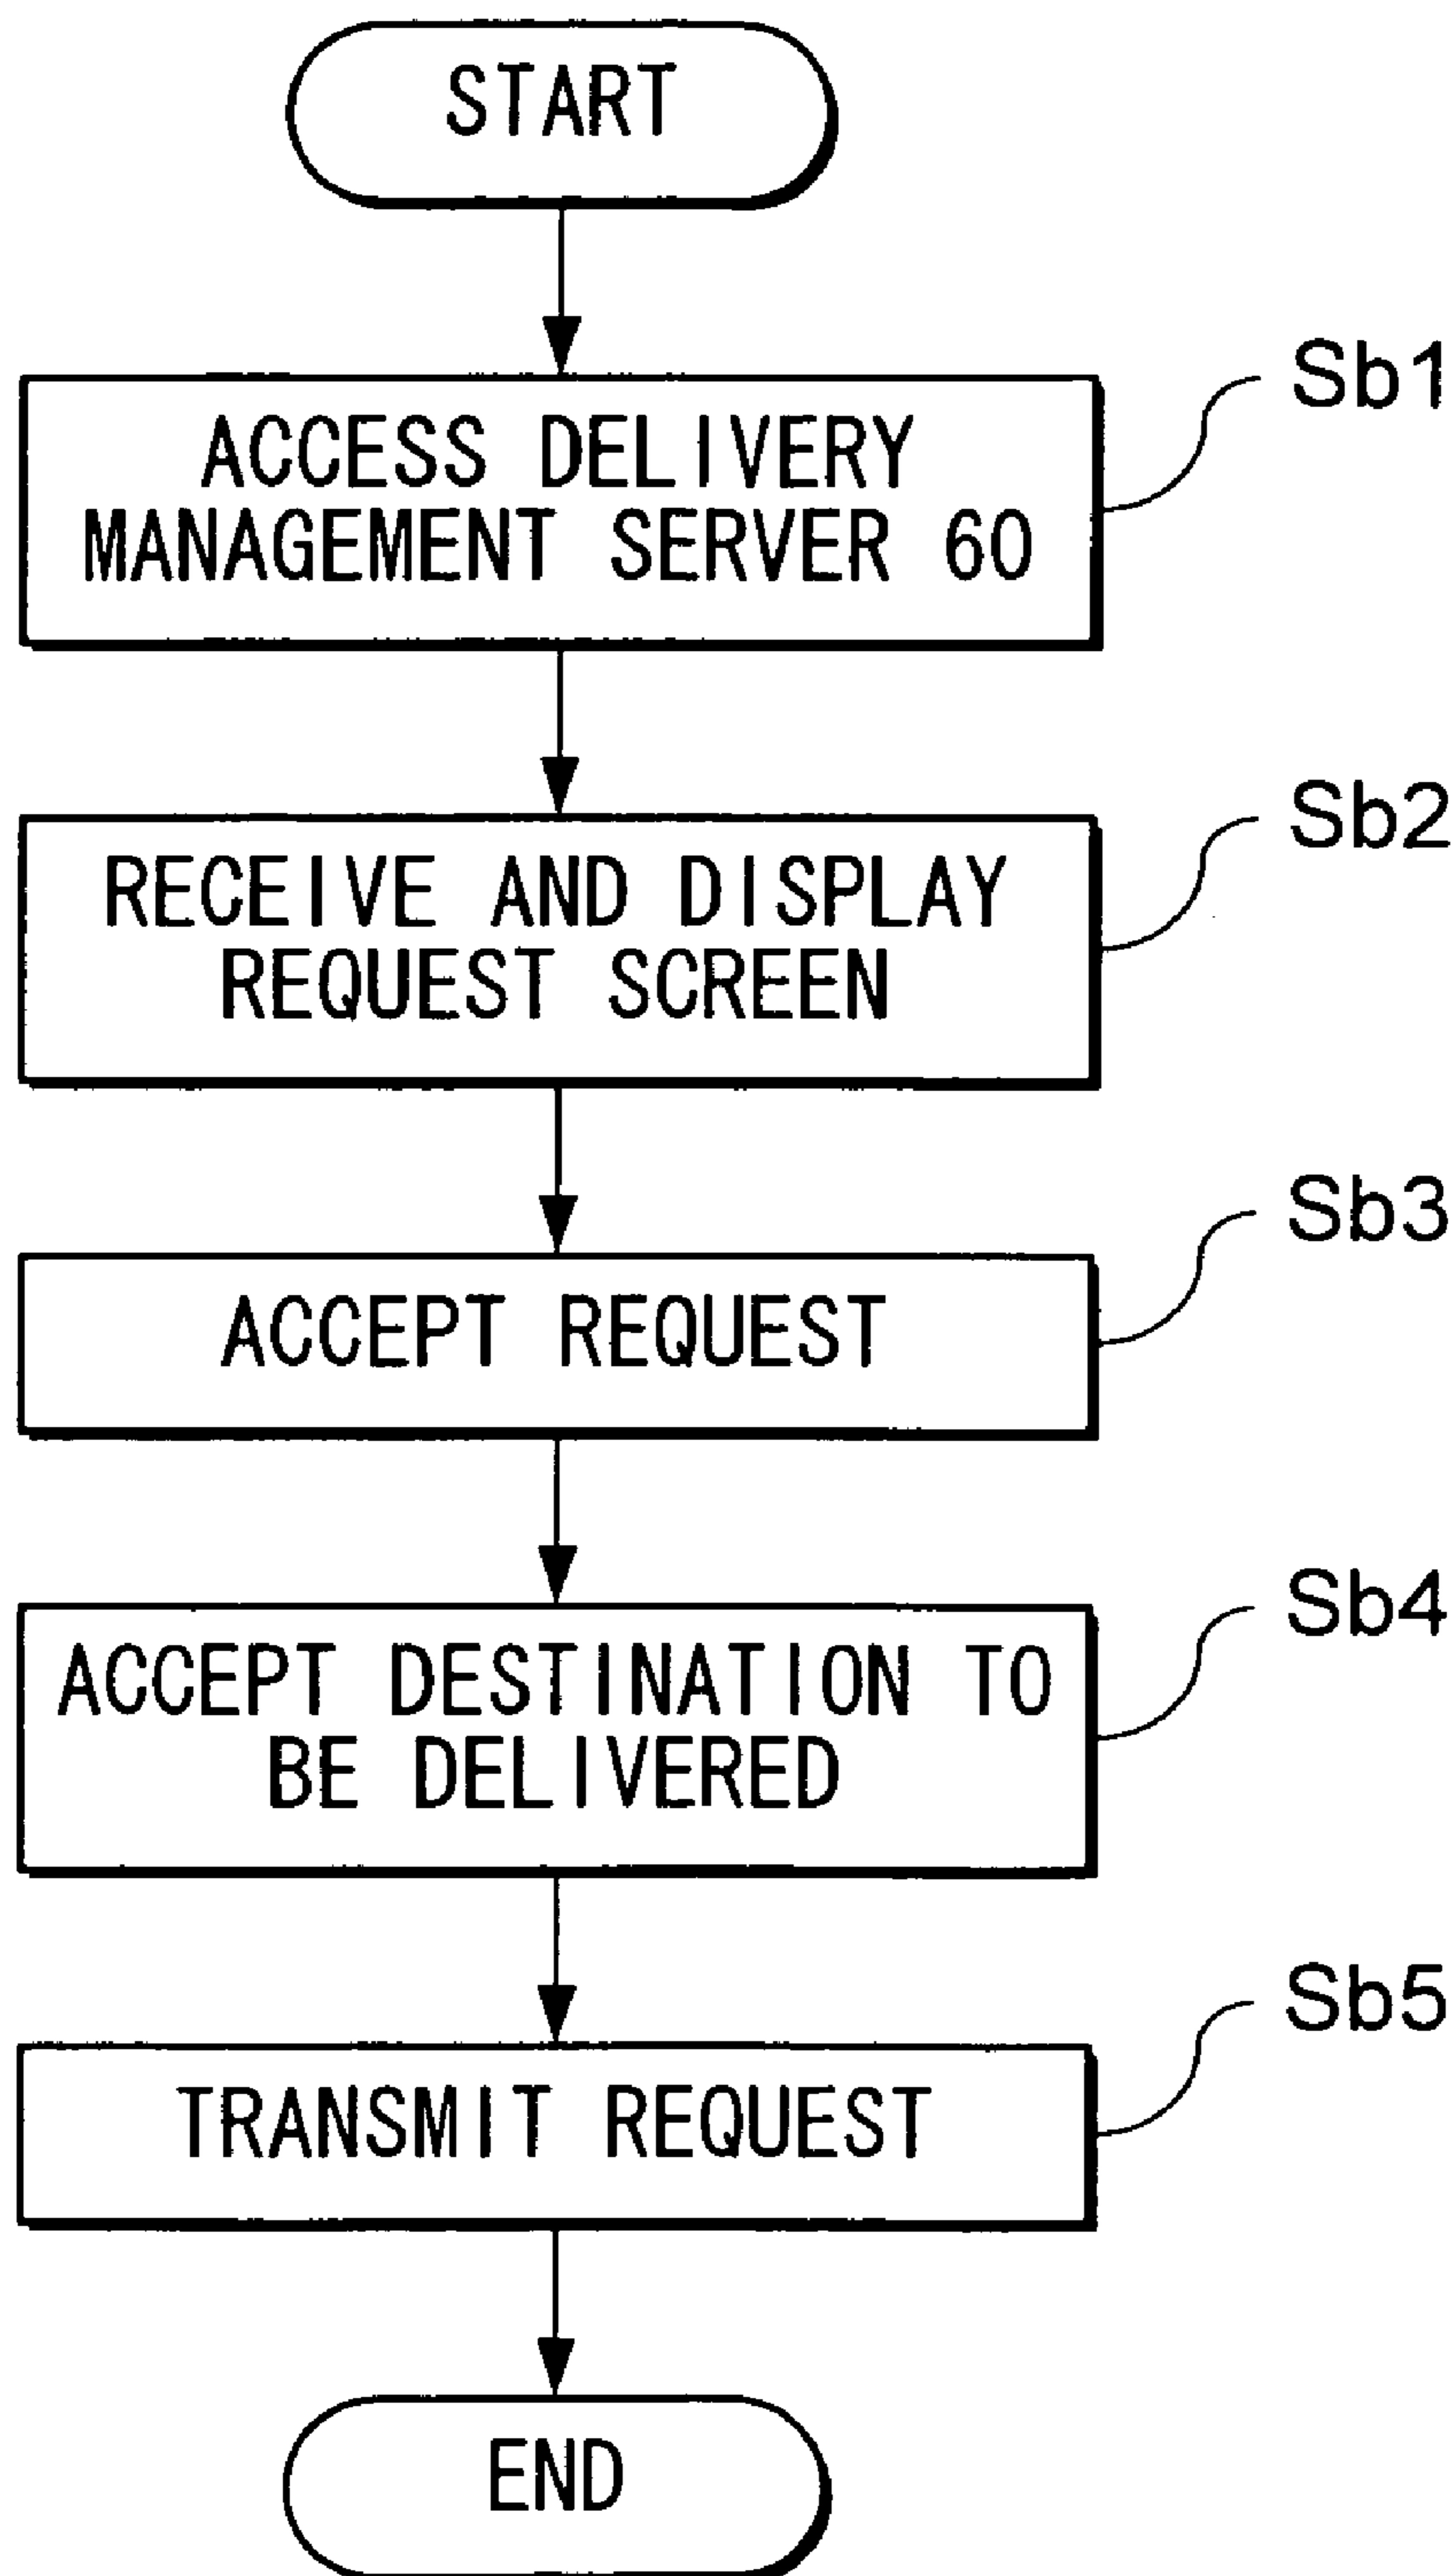 START
Sb1
ACCESS DELIVERY
MANAGEMENT SERVER 60
Sb2
RECEIVE AND DISPLAY
REQUEST SCREEN
Sb3
ACCEPT REQUEST
Sb4
ACCEPT DESTINATION TO
BE DELIVERED
Sb5
TRANSMIT REQUEST
END